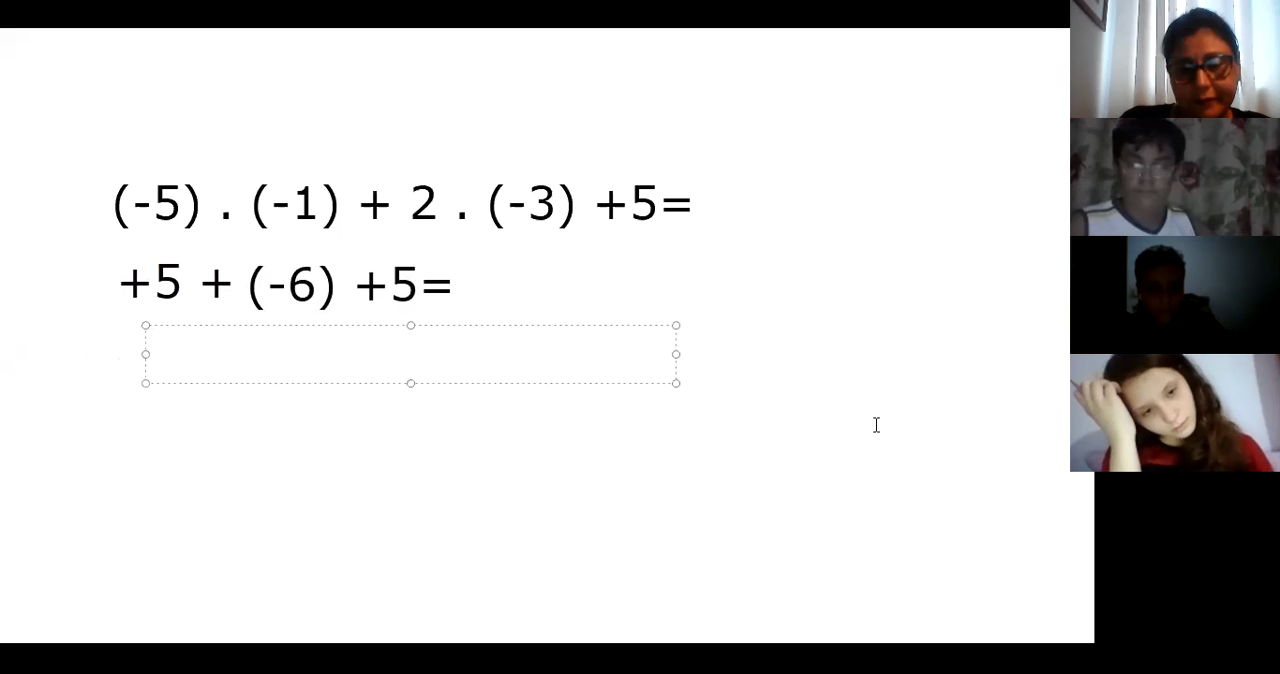 (-5) . (-1) + 2 . (-3) +5=
+5 + (-6) +5=